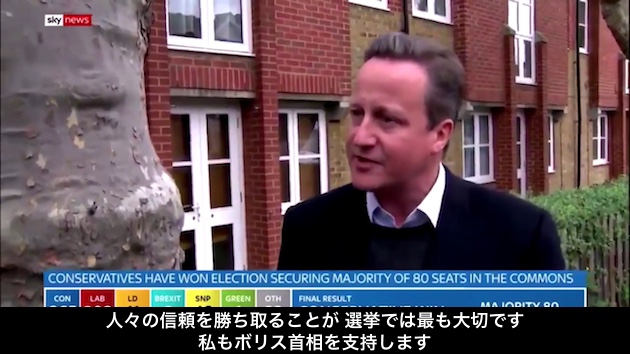 sky news
CONSERVATIVES HAVE WON ELECTION SECURING MAJORITY OF 80 SEATS IN THE COMMONS
CON LAB LD BREXIT SNP GREEN OTH FINAL RESULT
MAJORITY 80
人々の信頼を勝ち取ることが 選挙では最も大切です
私もボリス首相を支持します